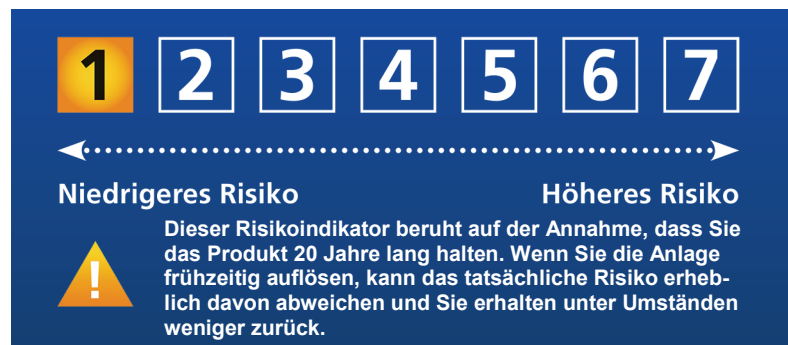 1 2 3 4 5 6 7
Niedrigeres Risiko Höheres Risiko
Dieser Risikoindikator beruht auf der Annahme, dass Sie
das Produkt 20 Jahre lang halten. Wenn Sie die Anlage
frühzeitig auflösen, kann das tatsächliche Risiko erheb-
lich davon abweichen und Sie erhalten unter Umständen
weniger zurück.